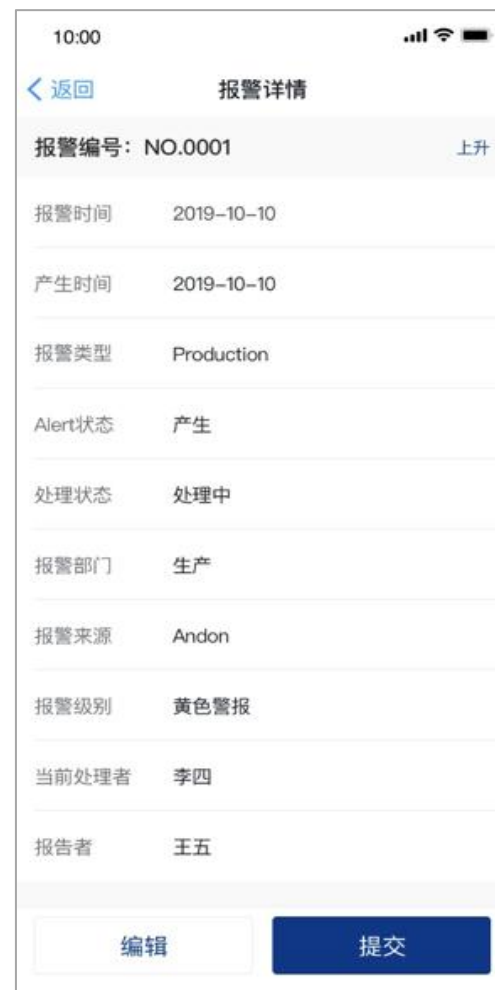 10:00
返回 报警详情
报警编号：NO.0001 上升
报警时间 2019-10-10
产生时间 2019-10-10
报警类型 Production
Alert状态 产生
处理状态 处理中
报警部门 生产
报警来源 Andon
报警级别 黄色警报
当前处理者 李四
报告者 王五
编辑 提交